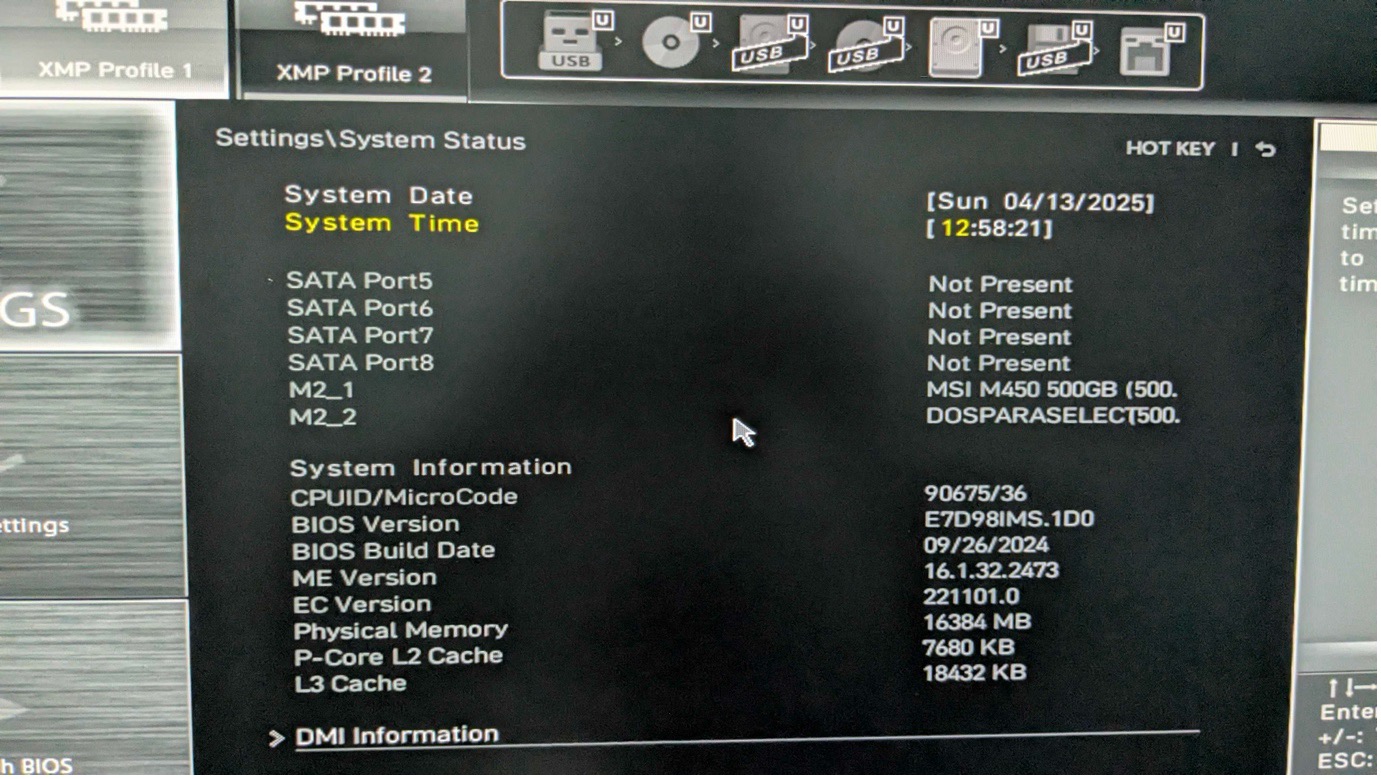 XMP Profile 1
XMP Profile 2
U
USB
U
U
USB
U
USB
U
U
USB
U
Settings\System Status
HOT KEY |
System Date [Sun 04/13/2025]
System Time [ 12:58:21]
SATA Port5 Not Present
SATA Port6 Not Present
SATA Port7 Not Present
SATA Port8 Not Present
M2_1 MSI M450 500GB (500.
M2_2 DOSPARASELECT500.
System Information
CPUID/MicroCode 90675/36
BIOS Version E7D98IMS.1D0
BIOS Build Date 09/26/2024
ME Version 16.1.32.2473
EC Version 221101.0
Physical Memory 16384 MB
P-Core L2 Cache 7680 KB
L3 Cache 18432 KB
> DMI Information
GS
ettings
h BIOS
Set
tim
to
tim
↑↓→
Ente
+/-:
ESC: